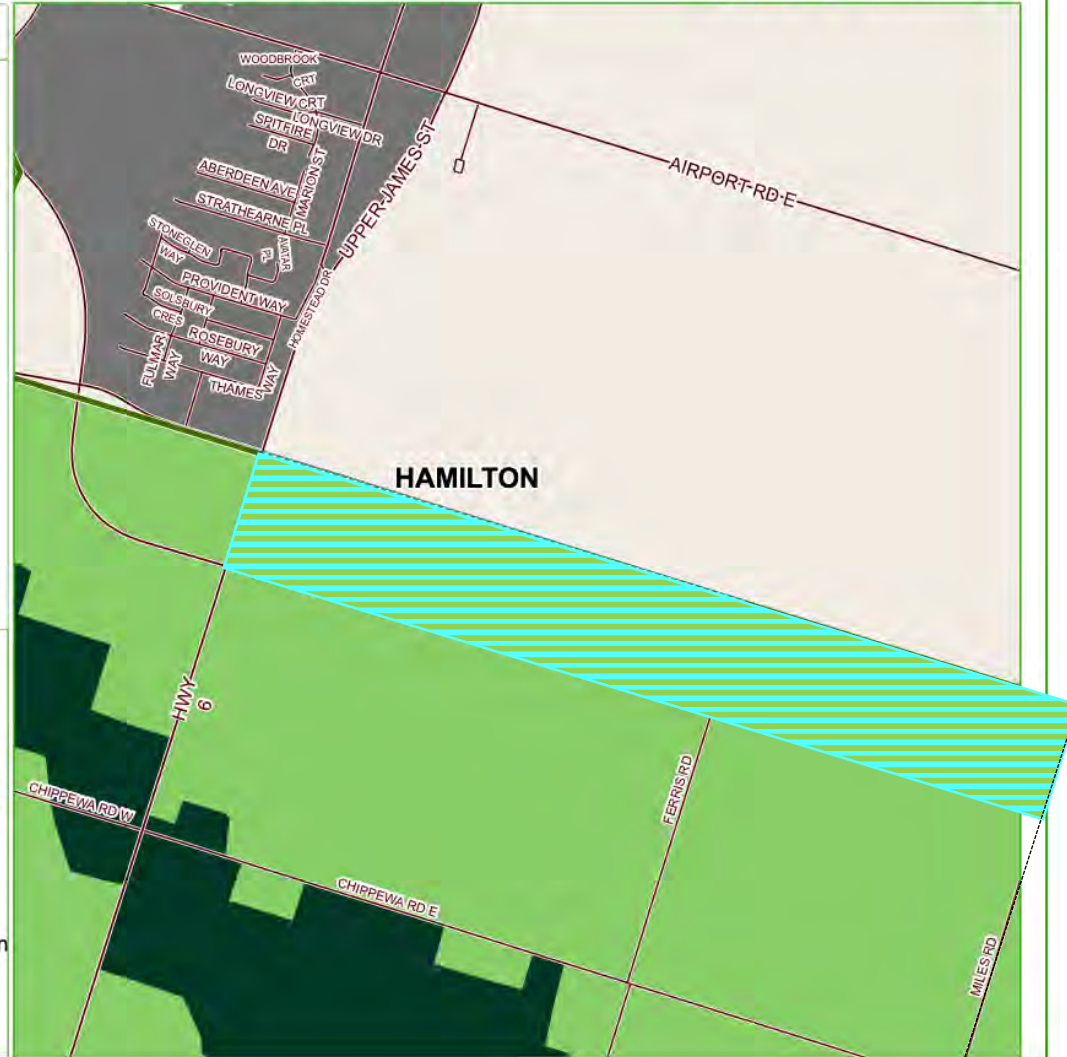 WOODBROOK
CRT
LONGVIEW CRT
LONGVIEW DR
SPITFIRE
DR
ABERDEEN AVE
MARION ST
STRATHEARNE PL
UPPER JAMES ST
AIRPORT RD E
STONEGLEN
WAY
AVATAR
PL
PROVIDENT WAY
SOLSBURY
CRES
HOMESTEAD DR
ROSEBURY
WAY
FULMAR
WAY
THAMES WAY
HAMILTON
HWY
6
FERRIS RD
CHIPPEWA RD W
CHIPPEWA RD E
n
MILES RD